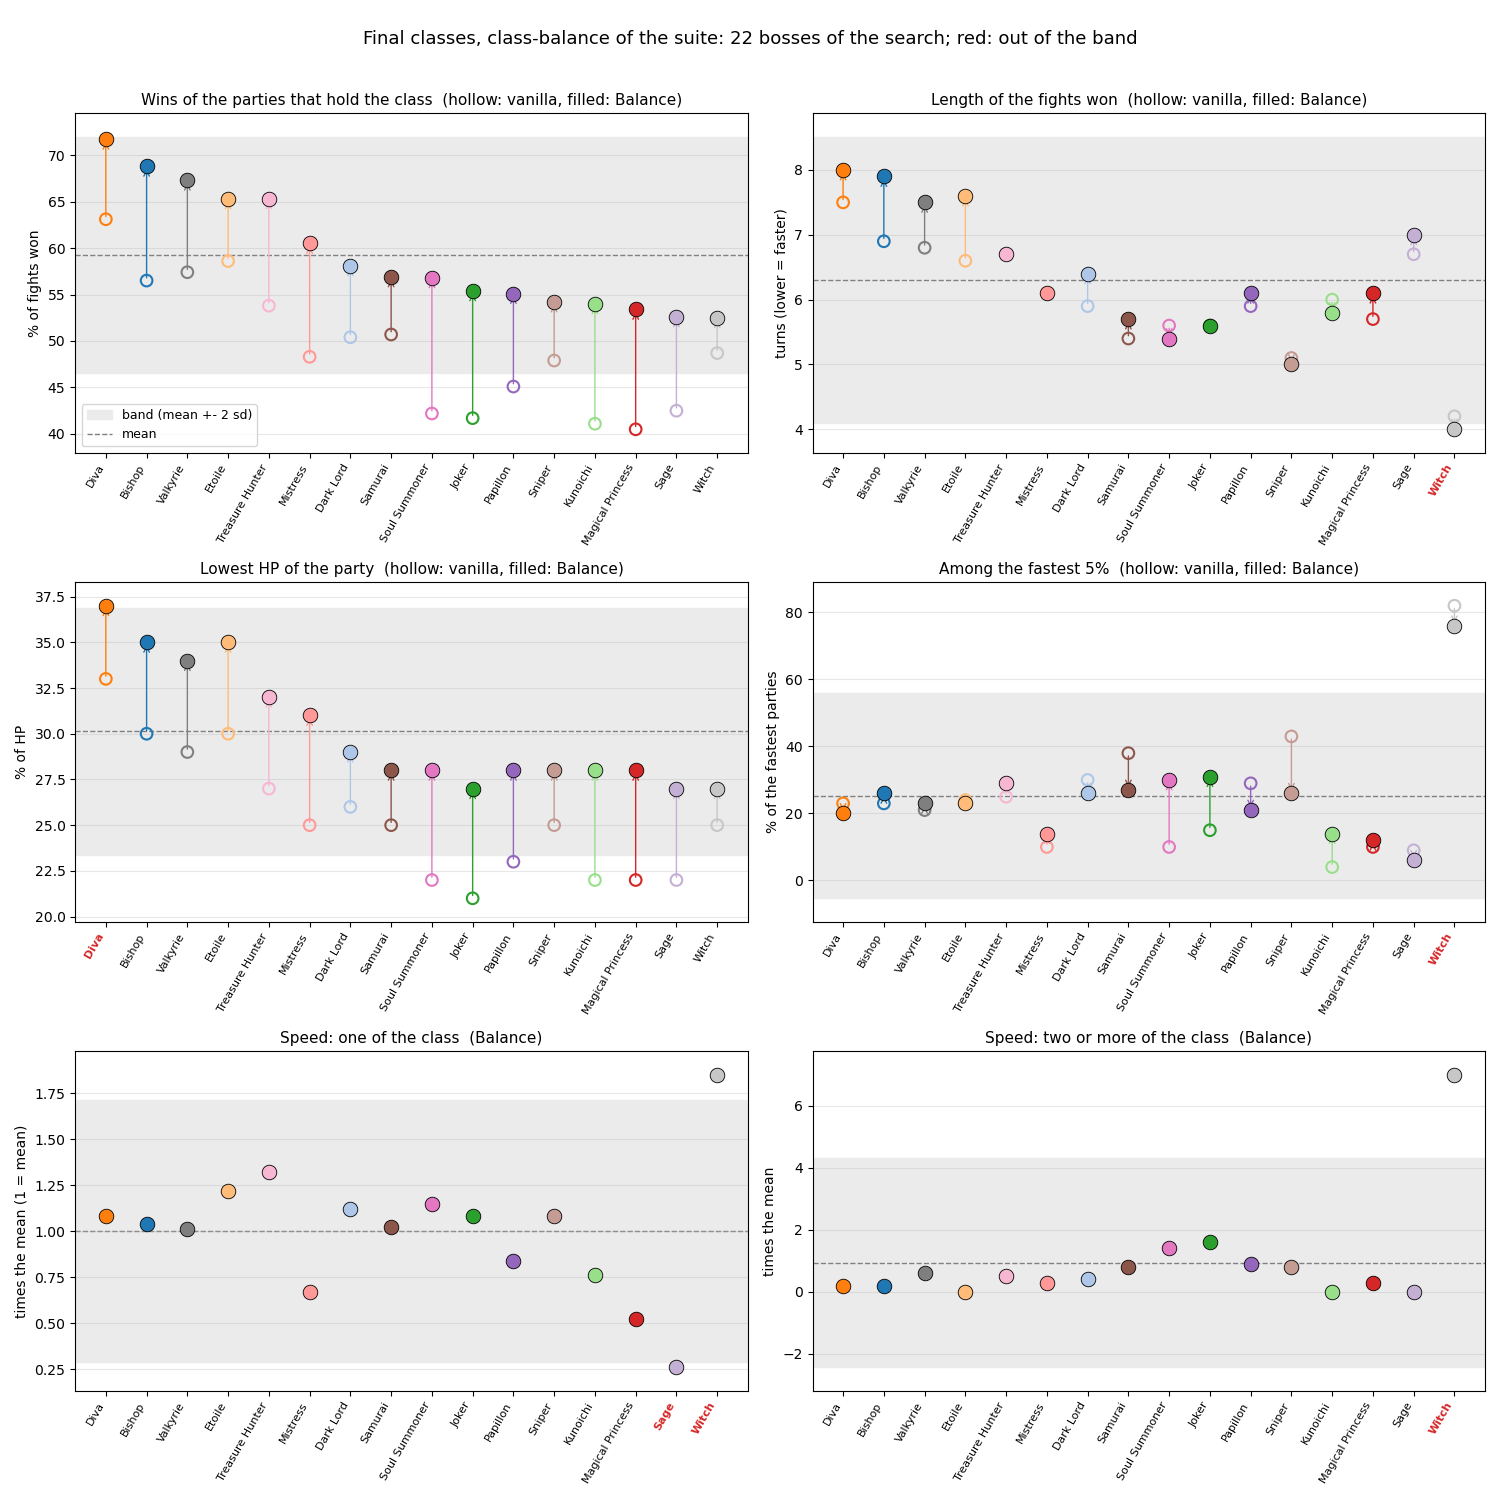 Final classes, class-balance of the suite: 22 bosses of the search; red: out of the band
Wins of the parties that hold the class  (hollow: vanilla, filled: Balance)
% of fights won
70
65
60
55
50
45
40
band (mean +- 2 sd)
mean
Diva
Bishop
Valkyrie
Etoile
Treasure Hunter
Mistress
Dark Lord
Samurai
Soul Summoner
Joker
Papillon
Sniper
Kunoichi
Magical Princess
Sage
Witch
Length of the fights won  (hollow: vanilla, filled: Balance)
turns (lower = faster)
8
7
6
5
4
Diva
Bishop
Valkyrie
Etoile
Treasure Hunter
Mistress
Dark Lord
Samurai
Soul Summoner
Joker
Papillon
Sniper
Kunoichi
Magical Princess
Sage
Witch
Lowest HP of the party  (hollow: vanilla, filled: Balance)
% of HP
37.5
35.0
32.5
30.0
27.5
25.0
22.5
20.0
Diva
Bishop
Valkyrie
Etoile
Treasure Hunter
Mistress
Dark Lord
Samurai
Soul Summoner
Joker
Papillon
Sniper
Kunoichi
Magical Princess
Sage
Witch
Among the fastest 5%  (hollow: vanilla, filled: Balance)
% of the fastest parties
80
60
40
20
0
Diva
Bishop
Valkyrie
Etoile
Treasure Hunter
Mistress
Dark Lord
Samurai
Soul Summoner
Joker
Papillon
Sniper
Kunoichi
Magical Princess
Sage
Witch
Speed: one of the class  (Balance)
times the mean (1 = mean)
1.75
1.50
1.25
1.00
0.75
0.50
0.25
Diva
Bishop
Valkyrie
Etoile
Treasure Hunter
Mistress
Dark Lord
Samurai
Soul Summoner
Joker
Papillon
Sniper
Kunoichi
Magical Princess
Sage
Witch
Speed: two or more of the class  (Balance)
times the mean
6
4
2
0
−2
Diva
Bishop
Valkyrie
Etoile
Treasure Hunter
Mistress
Dark Lord
Samurai
Soul Summoner
Joker
Papillon
Sniper
Kunoichi
Magical Princess
Sage
Witch